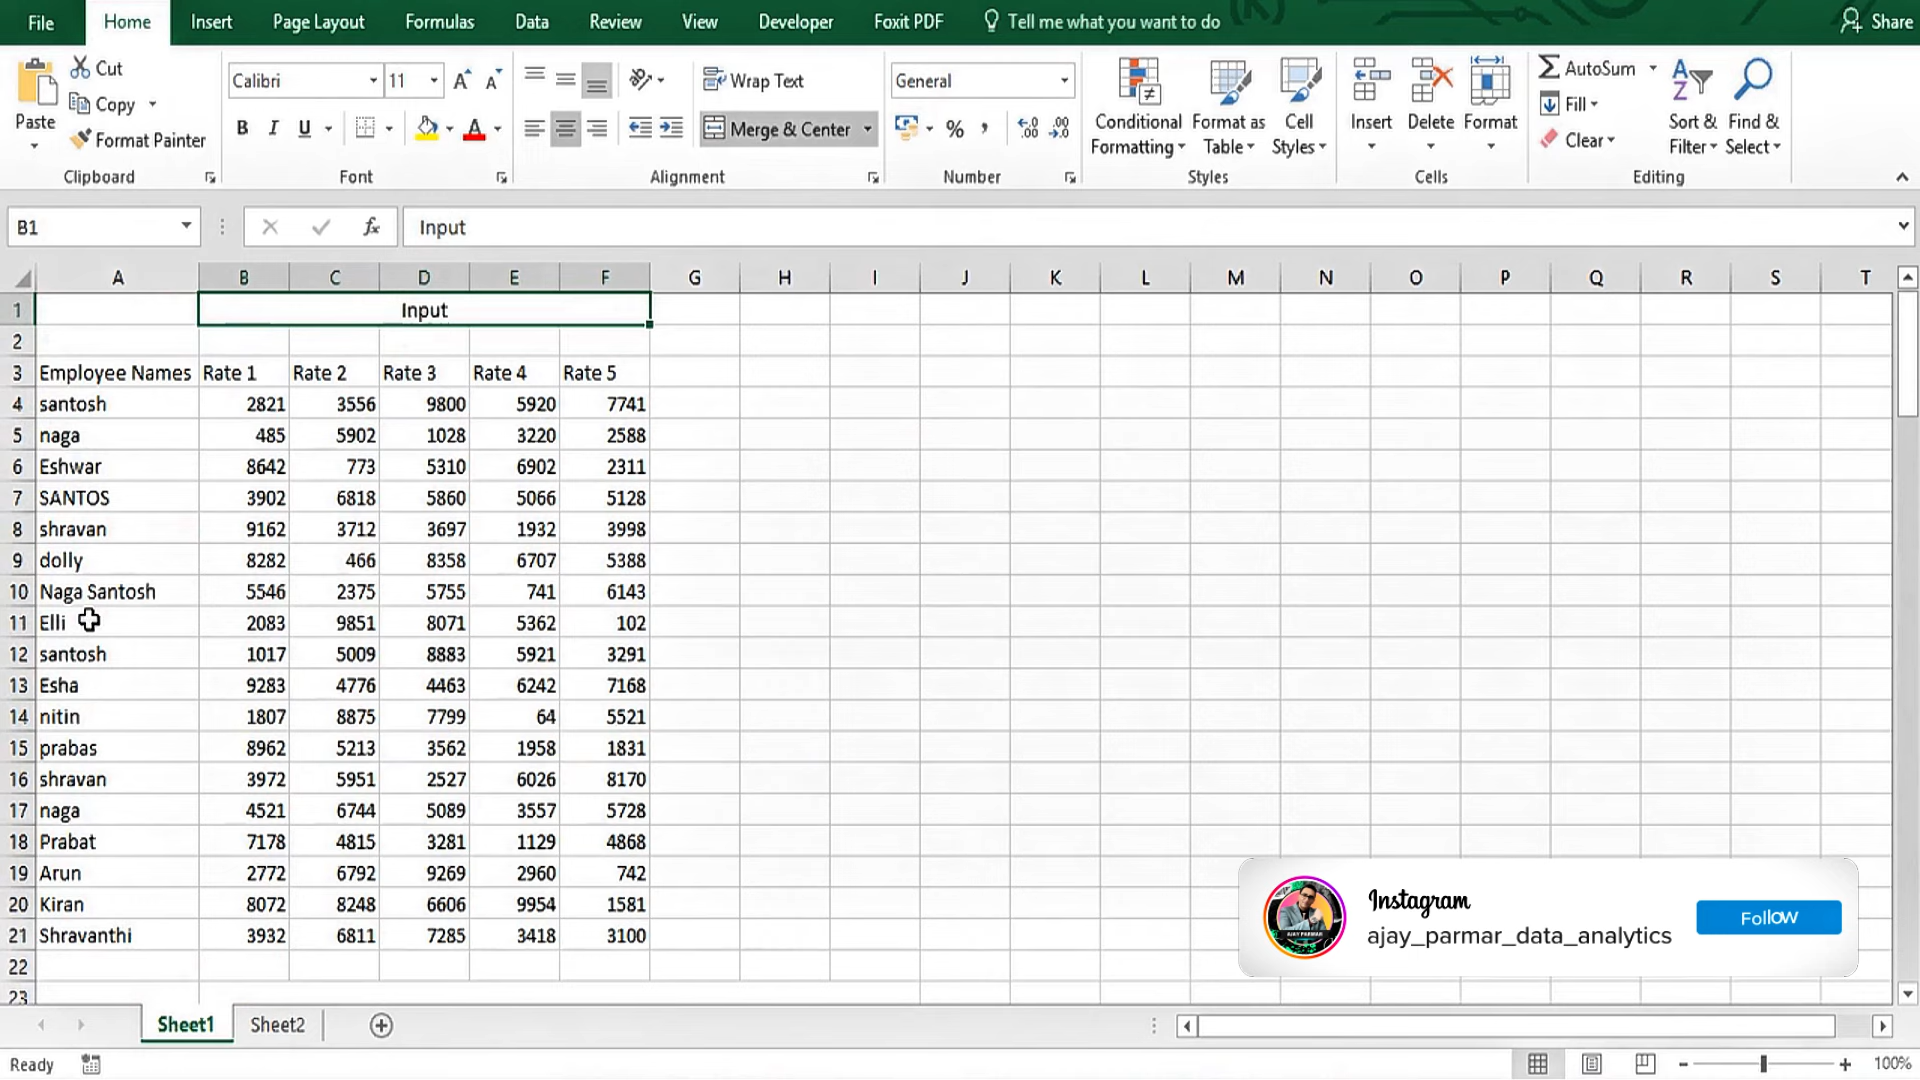 File Home Insert Page Layout Formulas Data Review View Developer Foxit PDF Tell me what you want to do Share
Paste Cut Copy Format Painter Clipboard
Calibri 11 B I U Font
Wrap Text Merge & Center Alignment
General % , Number
Conditional Formatting Format as Table Cell Styles Styles
Insert Delete Format Cells
AutoSum Fill Clear Sort & Filter Find & Select Editing
B1 fx Input
A B C D E F G H I J K L M N O P Q R S T
1 Input
2
3 Employee Names Rate 1 Rate 2 Rate 3 Rate 4 Rate 5
4 santosh 2821 3556 9800 5920 7741
5 naga 485 5902 1028 3220 2588
6 Eshwar 8642 773 5310 6902 2311
7 SANTOS 3902 6818 5860 5066 5128
8 shravan 9162 3712 3697 1932 3998
9 dolly 8282 466 8358 6707 5388
10 Naga Santosh 5546 2375 5755 741 6143
11 Elli 2083 9851 8071 5362 102
12 santosh 1017 5009 8883 5921 3291
13 Esha 9283 4776 4463 6242 7168
14 nitin 1807 8875 7799 64 5521
15 prabas 8962 5213 3562 1958 1831
16 shravan 3972 5951 2527 6026 8170
17 naga 4521 6744 5089 3557 5728
18 Prabat 7178 4815 3281 1129 4868
19 Arun 2772 6792 9269 2960 742
20 Kiran 8072 8248 6606 9954 1581
21 Shravanthi 3932 6811 7285 3418 3100
22
23
Instagram
ajay_parmar_data_analytics
Follow
AJAY PARMAR
Sheet1 Sheet2
Ready 100%